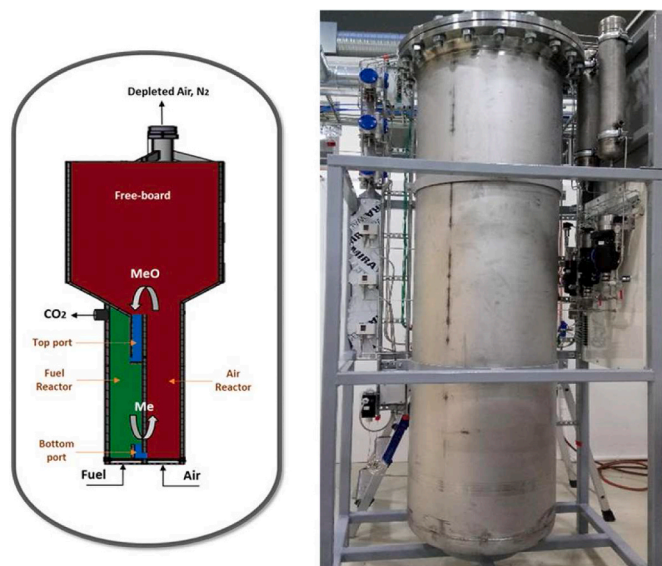 Depleted Air, N₂
Free-board
MeO
CO₂
Top port
Fuel
Reactor
Air
Reactor
Me
Bottom
port
Fuel
Air